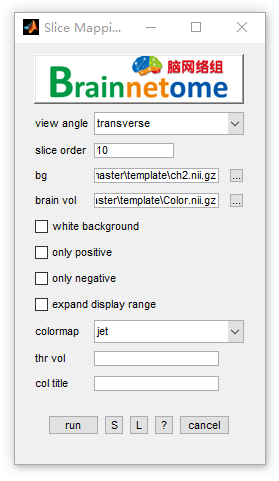 Slice Mappi...
脑网络组
Brainnetome
view angle transverse
slice order 10
bg ıaster\template\ch2.nii.gz ...
brain vol ıster\template\Color.nii.gz ...
white background
only positive
only negative
expand display range
colormap jet
thr vol
col title
run S L ? cancel